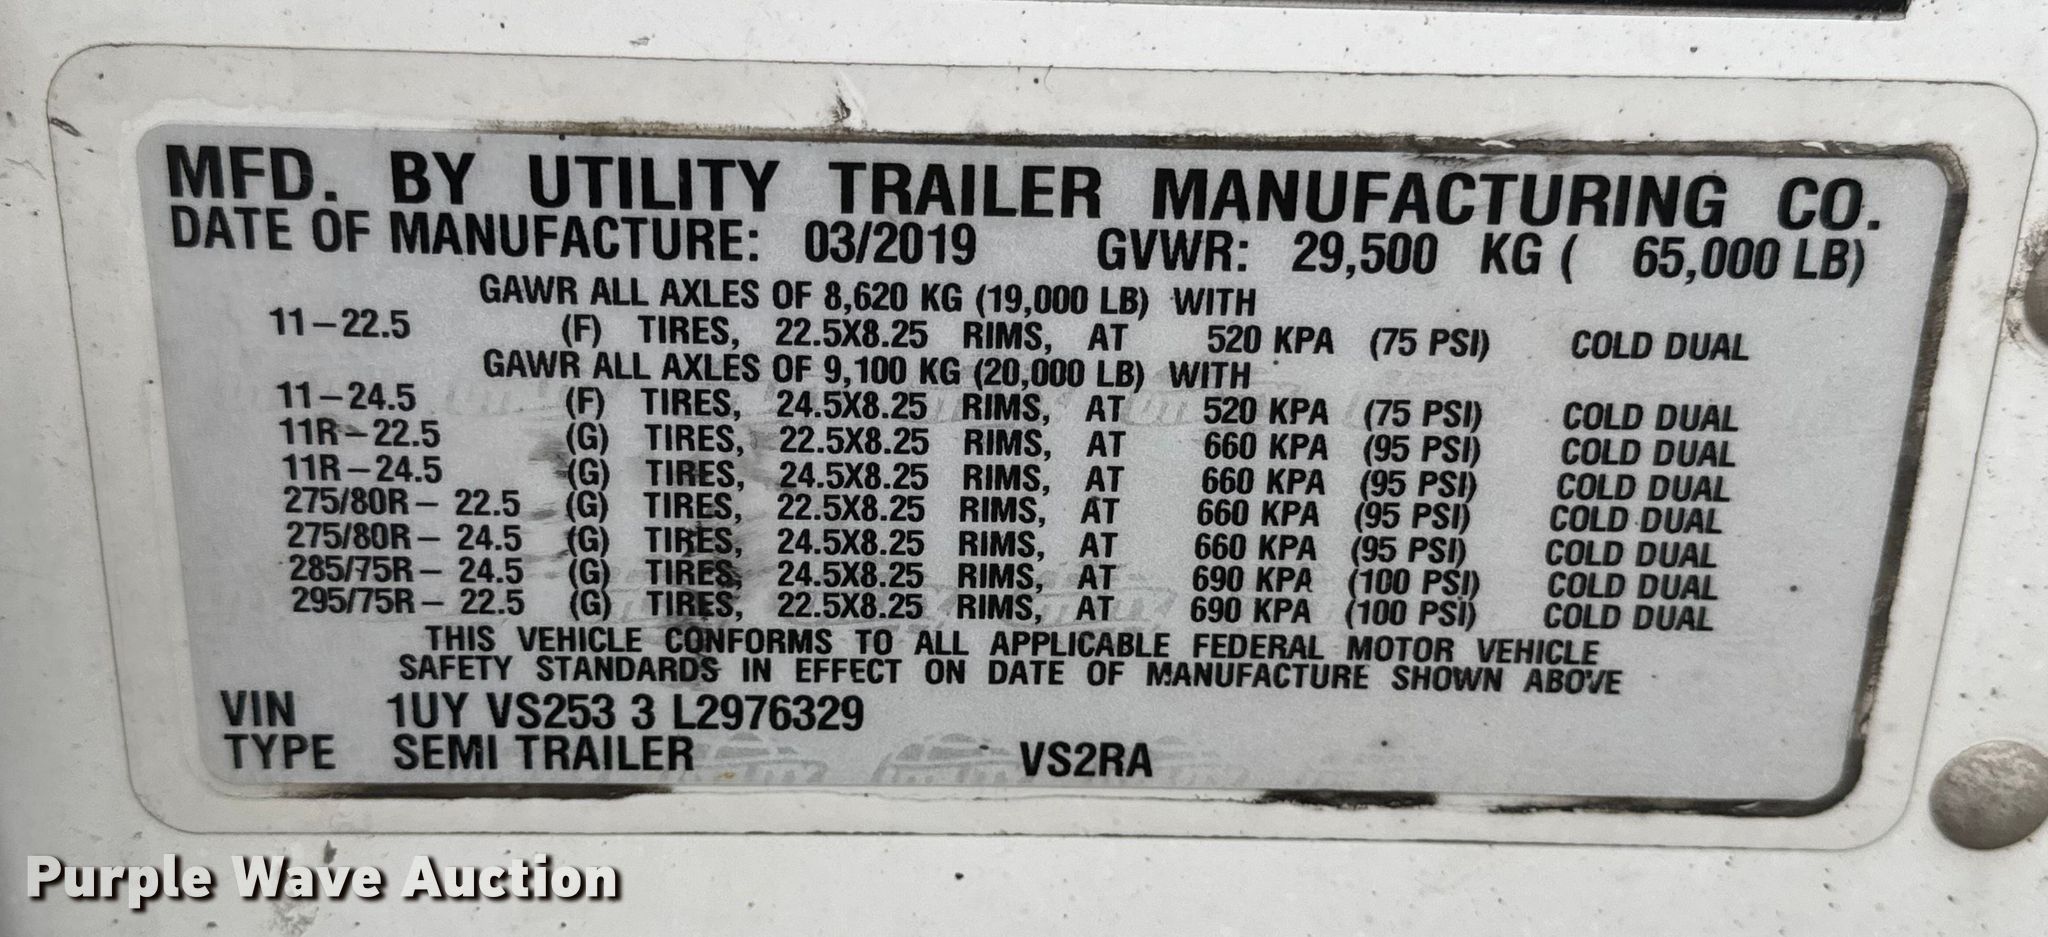 MFD. BY UTILITY TRAILER MANUFACTURING CO.
DATE OF MANUFACTURE: 03/2019 GVWR: 29,500 KG ( 65,000 LB)
GAWR ALL AXLES OF 8,620 KG (19,000 LB) WITH
11-22.5 (F) TIRES, 22.5X8.25 RIMS, AT 520 KPA (75 PSI) COLD DUAL
GAWR ALL AXLES OF 9,100 KG (20,000 LB) WITH
11-24.5 (F) TIRES, 24.5X8.25 RIMS, AT 520 KPA (75 PSI) COLD DUAL
11R-22.5 (G) TIRES, 22.5X8.25 RIMS, AT 660 KPA (95 PSI) COLD DUAL
11R-24.5 (G) TIRES, 24.5X8.25 RIMS, AT 660 KPA (95 PSI) COLD DUAL
275/80R- 22.5 (G) TIRES, 22.5X8.25 RIMS, AT 660 KPA (95 PSI) COLD DUAL
275/80R- 24.5 (G) TIRES, 24.5X8.25 RIMS, AT 660 KPA (95 PSI) COLD DUAL
285/75R- 24.5 (G) TIRES, 24.5X8.25 RIMS, AT 690 KPA (100 PSI) COLD DUAL
295/75R- 22.5 (G) TIRES, 22.5X8.25 RIMS, AT 690 KPA (100 PSI) COLD DUAL
THIS VEHICLE CONFORMS TO ALL APPLICABLE FEDERAL MOTOR VEHICLE
SAFETY STANDARDS IN EFFECT ON DATE OF MANUFACTURE SHOWN ABOVE
VIN 1UY VS253 3 L2976329
TYPE SEMI TRAILER VS2RA
Purple Wave Auction